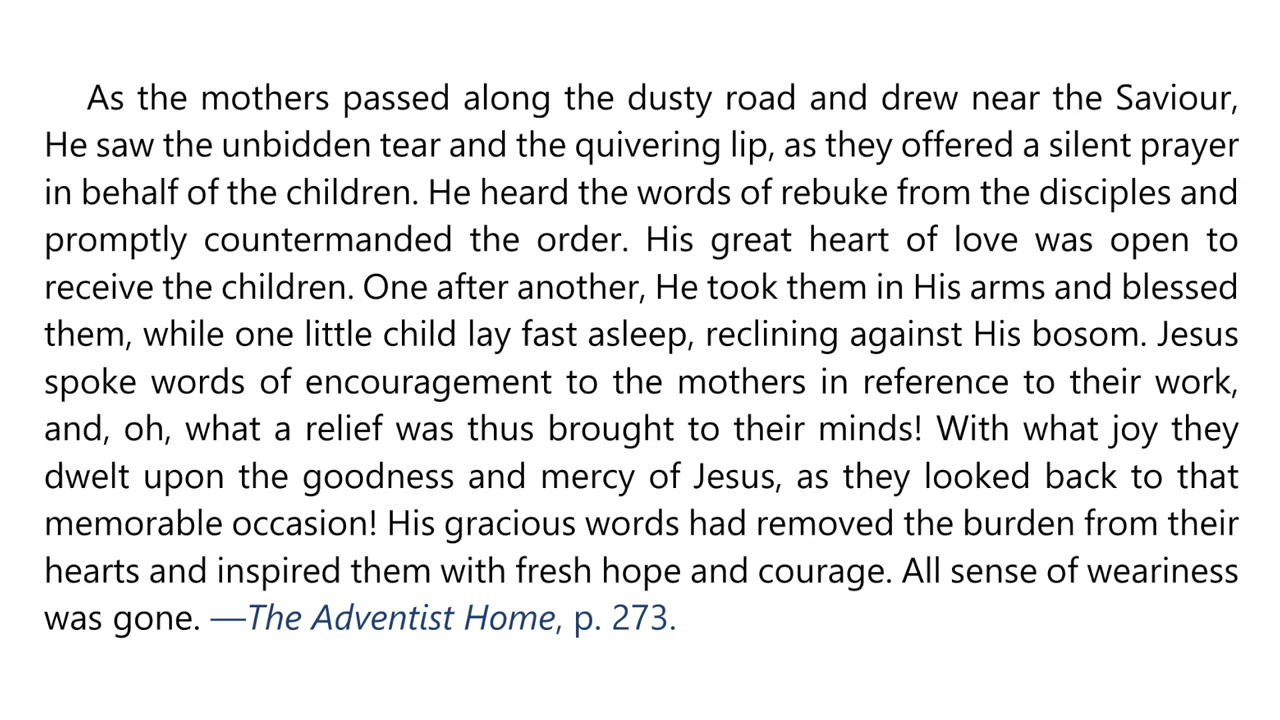 As the mothers passed along the dusty road and drew near the Saviour,
He saw the unbidden tear and the quivering lip, as they offered a silent prayer
in behalf of the children. He heard the words of rebuke from the disciples and
promptly countermanded the order. His great heart of love was open to
receive the children. One after another, He took them in His arms and blessed
them, while one little child lay fast asleep, reclining against His bosom. Jesus
spoke words of encouragement to the mothers in reference to their work,
and, oh, what a relief was thus brought to their minds! With what joy they
dwelt upon the goodness and mercy of Jesus, as they looked back to that
memorable occasion! His gracious words had removed the burden from their
hearts and inspired them with fresh hope and courage. All sense of weariness
was gone. —The Adventist Home, p. 273.